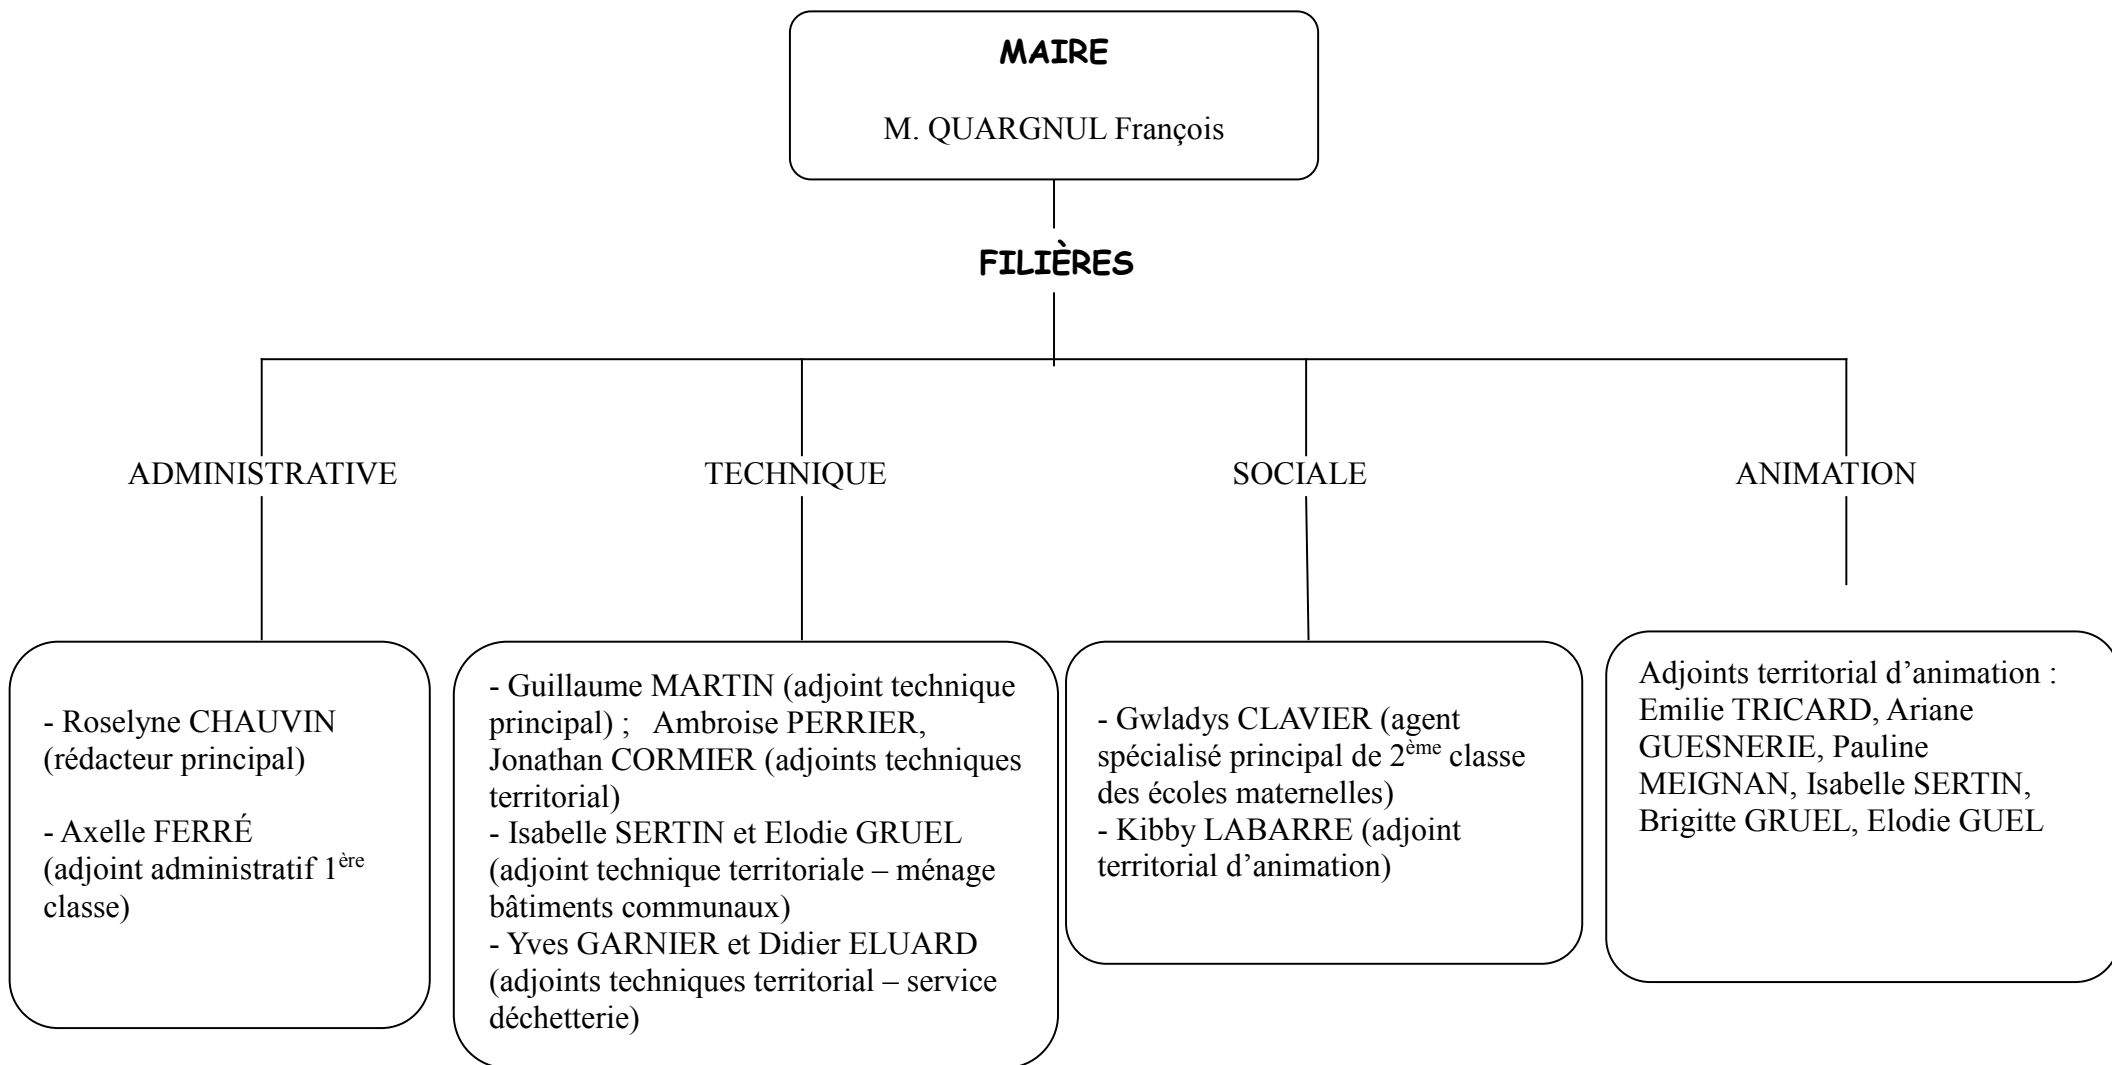 MAIRE
M. QUARGNUL François
FILIÈRES
ADMINISTRATIVE
TECHNIQUE
SOCIALE
ANIMATION
- Roselyne CHAUVIN
(rédacteur principal)
- Axelle FERRÉ
(adjoint administratif 1ère
classe)
- Guillaume MARTIN (adjoint technique
principal) ; Ambroise PERRIER,
Jonathan CORMIER (adjoints techniques
territorial)
- Isabelle SERTIN et Elodie GRUEL
(adjoint technique territoriale – ménage
bâtiments communaux)
- Yves GARNIER et Didier ELUARD
(adjoints techniques territorial – service
déchetterie)
- Gwladys CLAVIER (agent
spécialisé principal de 2ème classe
des écoles maternelles)
- Kibby LABARRE (adjoint
territorial d’animation)
Adjoints territorial d’animation :
Emilie TRICARD, Ariane
GUESNERIE, Pauline
MEIGNAN, Isabelle SERTIN,
Brigitte GRUEL, Elodie GUEL